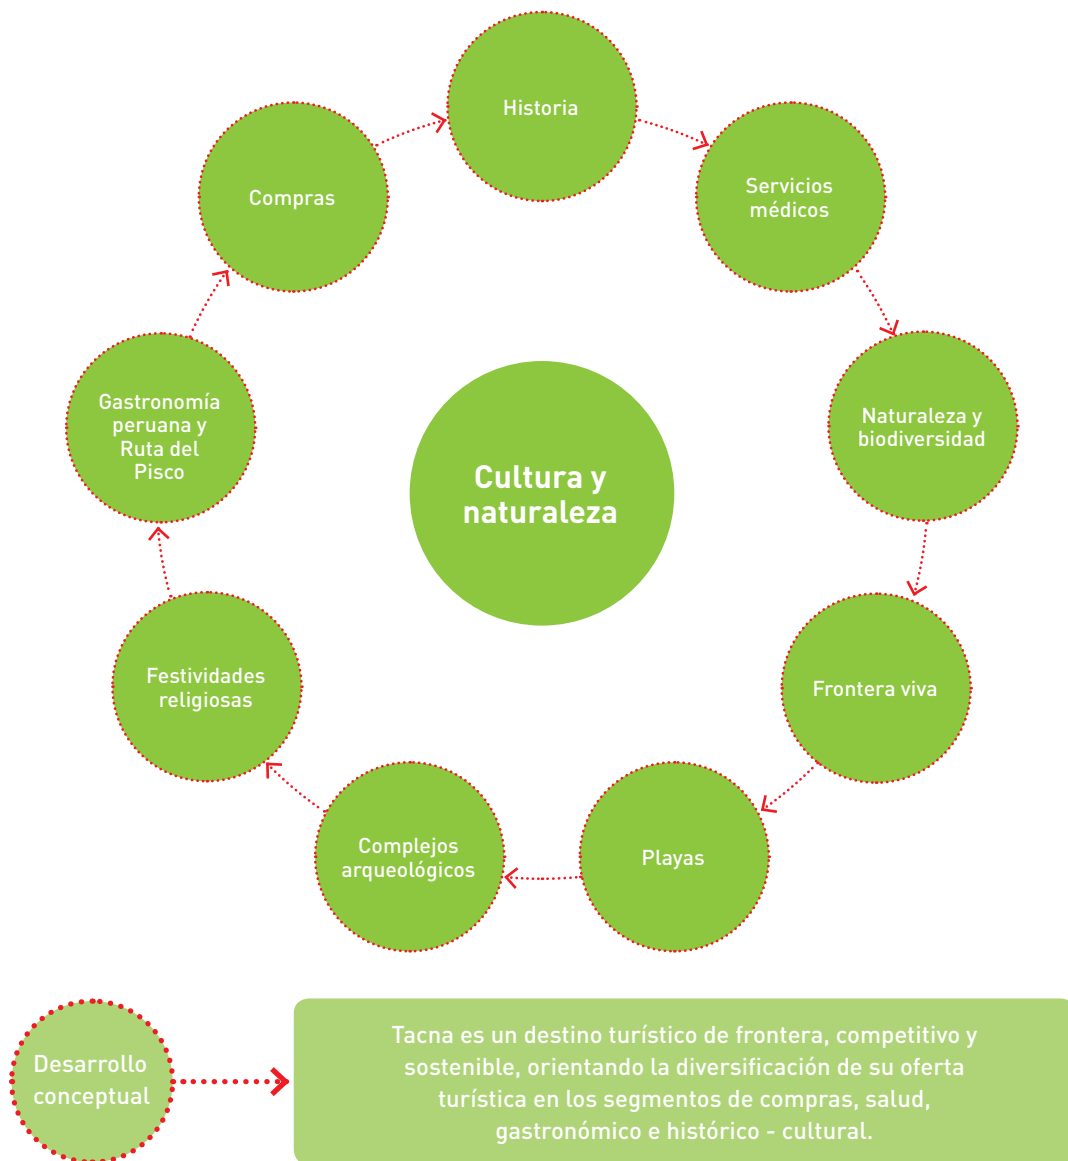 Historia
Servicios
médicos
Compras
Naturaleza y
biodiversidad
Gastronomía
peruana y
Ruta del
Pisco
Cultura y
naturaleza
Frontera viva
Festividades
religiosas
Playas
Complejos
arqueológicos
Desarrollo
conceptual
Tacna es un destino turístico de frontera, competitivo y
sostenible, orientando la diversificación de su oferta
turística en los segmentos de compras, salud,
gastronómico e histórico - cultural.